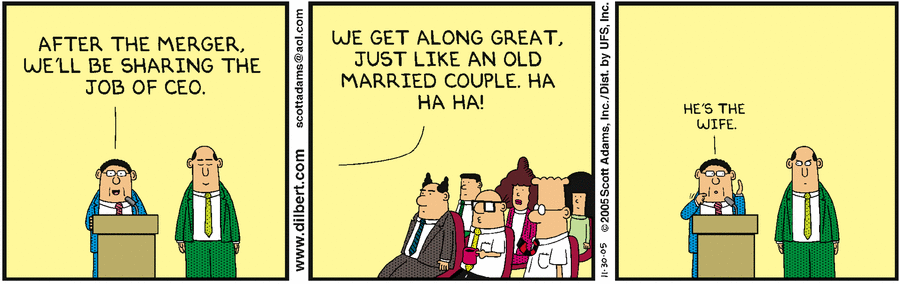 AFTER THE MERGER,
WE'LL BE SHARING THE
JOB OF CEO.
scottadams@aol.com
www.dilbert.com
WE GET ALONG GREAT,
JUST LIKE AN OLD
MARRIED COUPLE. HA
HA HA!
11-30-05 © 2005 Scott Adams, Inc./Dist. by UFS, Inc.
HE'S THE
WIFE.